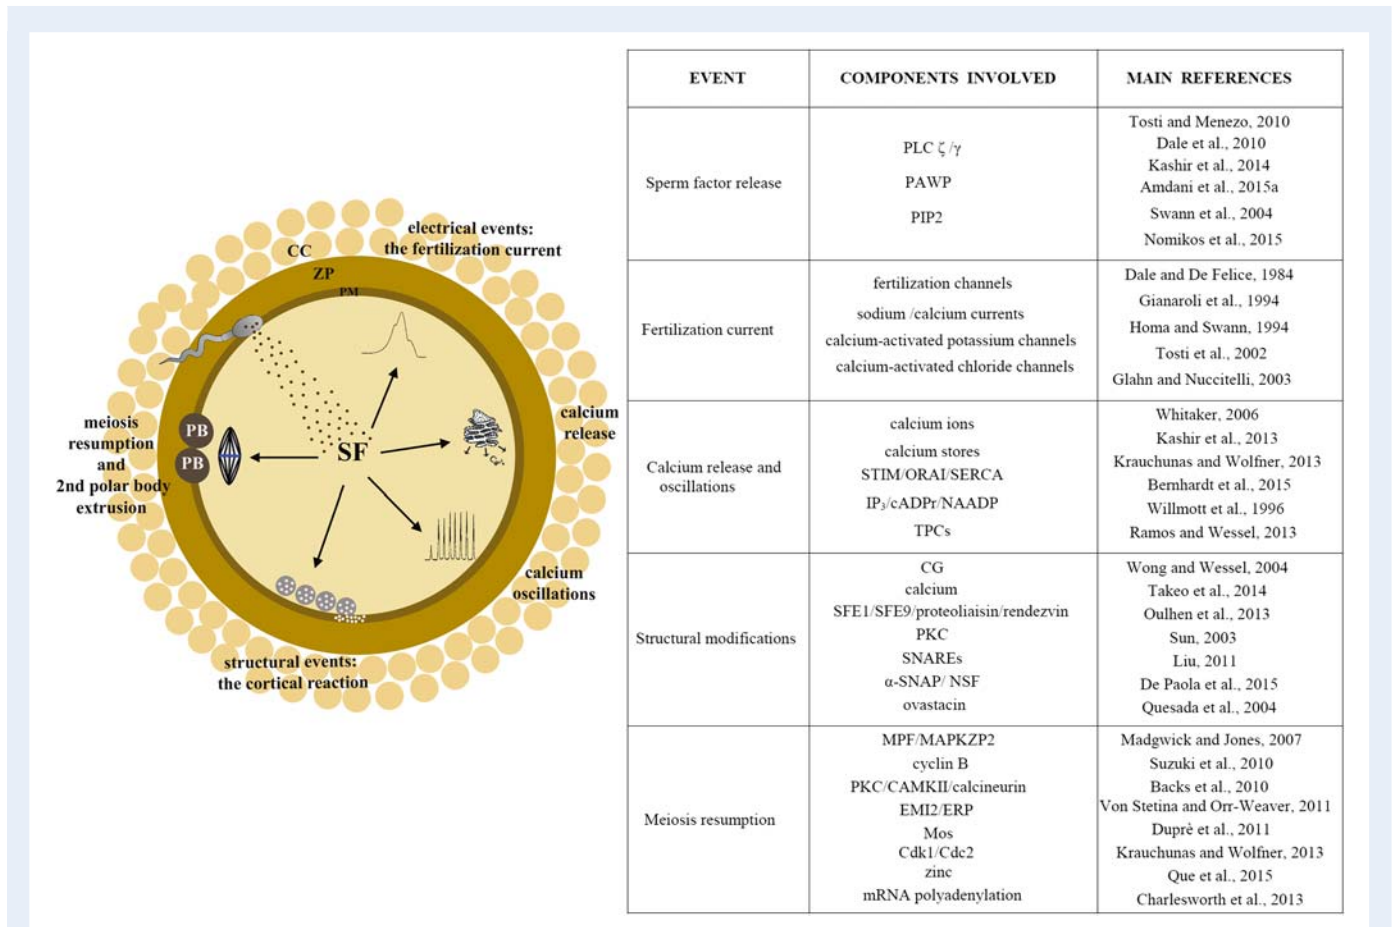 electrical events:
the fertilization current
CC
ZP
PM
calcium
release
meiosis
resumption
and
2nd polar body
extrusion
PB
PB
SF
Ca²⁺
calcium
oscillations
structural events:
the cortical reaction
EVENT
COMPONENTS INVOLVED
MAIN REFERENCES
Sperm factor release
PLC ζ /γ
PAWP
PIP2
Tosti and Menezo, 2010
Dale et al., 2010
Kashir et al., 2014
Amdani et al., 2015a
Swann et al., 2004
Nomikos et al., 2015
Fertilization current
fertilization channels
sodium /calcium currents
calcium-activated potassium channels
calcium-activated chloride channels
Dale and De Felice, 1984
Gianaroli et al., 1994
Homa and Swann, 1994
Tosti et al., 2002
Glahn and Nuccitelli, 2003
Calcium release and
oscillations
calcium ions
calcium stores
STIM/ORAI/SERCA
IP₃/cADPr/NAADP
TPCs
Whitaker, 2006
Kashir et al., 2013
Krauchunas and Wolfner, 2013
Bernhardt et al., 2015
Willmott et al., 1996
Ramos and Wessel, 2013
Structural modifications
CG
calcium
SFE1/SFE9/proteoliaisin/rendezvin
PKC
SNAREs
α-SNAP/ NSF
ovastacin
Wong and Wessel, 2004
Takeo et al., 2014
Oulhen et al., 2013
Sun, 2003
Liu, 2011
De Paola et al., 2015
Quesada et al., 2004
Meiosis resumption
MPF/MAPKZP2
cyclin B
PKC/CAMKII/calcineurin
EMI2/ERP
Mos
Cdk1/Cdc2
zinc
mRNA polyadenylation
Madgwick and Jones, 2007
Suzuki et al., 2010
Backs et al., 2010
Von Stetina and Orr-Weaver, 2011
Duprè et al., 2011
Krauchunas and Wolfner, 2013
Que et al., 2015
Charlesworth et al., 2013